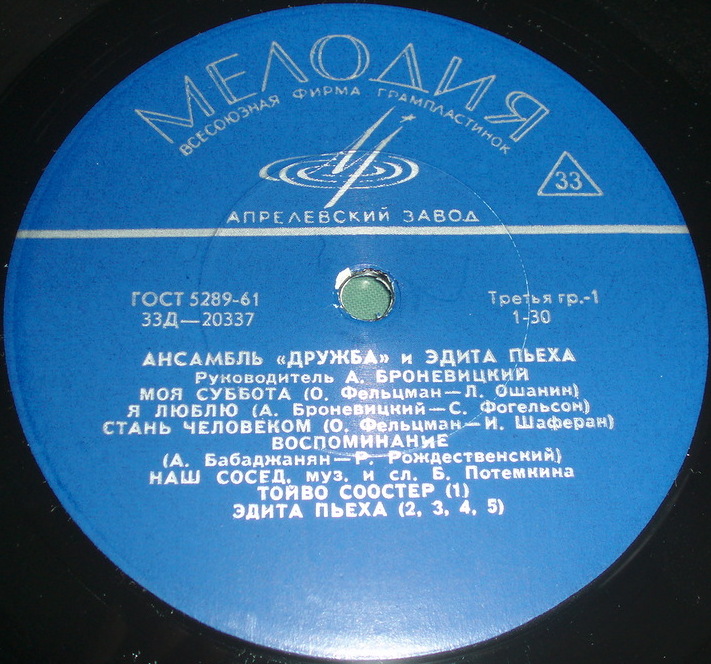 МЕЛОДИЯ
ВСЕСОЮЗНАЯ ФИРМА ГРАМПЛАСТИНОК
33
АПРЕЛЕВСКИЙ ЗАВОД
ГОСТ 5289-61
Третья гр.-1
33Д—20337
1-30
АНСАМБЛЬ «ДРУЖБА» и ЭДИТА ПЬЕХА
Руководитель А. БРОНЕВИЦКИЙ
МОЯ СУББОТА (О. Фельцман—Л. Ошанин)
Я ЛЮБЛЮ (А. Броневицкий—С. Фогельсон)
СТАНЬ ЧЕЛОВЕКОМ (О. Фельцман—И. Шаферан)
ВОСПОМИНАНИЕ
(А. Бабаджанян—Р. Рождественский)
НАШ СОСЕД, муз. и сл. Б. Потемкина
ТОЙВО СООСТЕР (1)
ЭДИТА ПЬЕХА (2, 3, 4, 5)